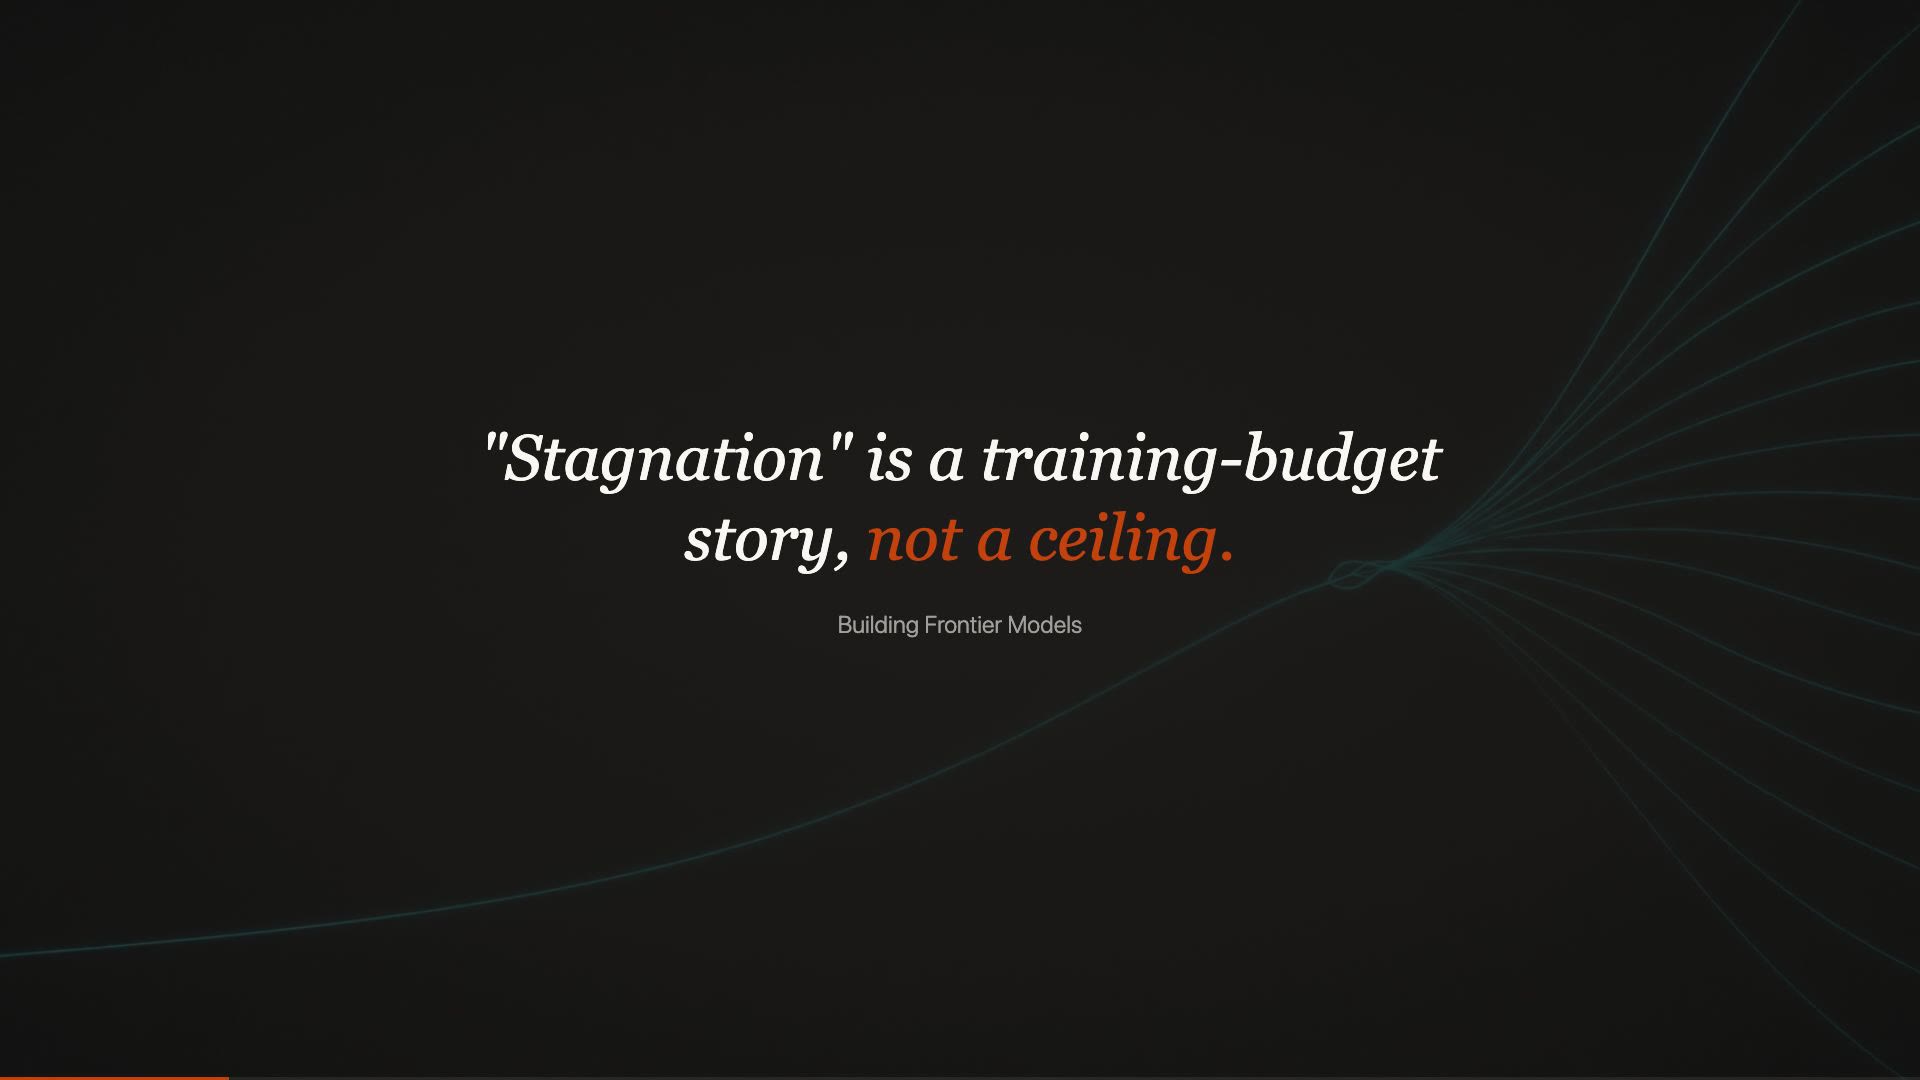 "Stagnation" is a training-budget
story, not a ceiling.
Building Frontier Models